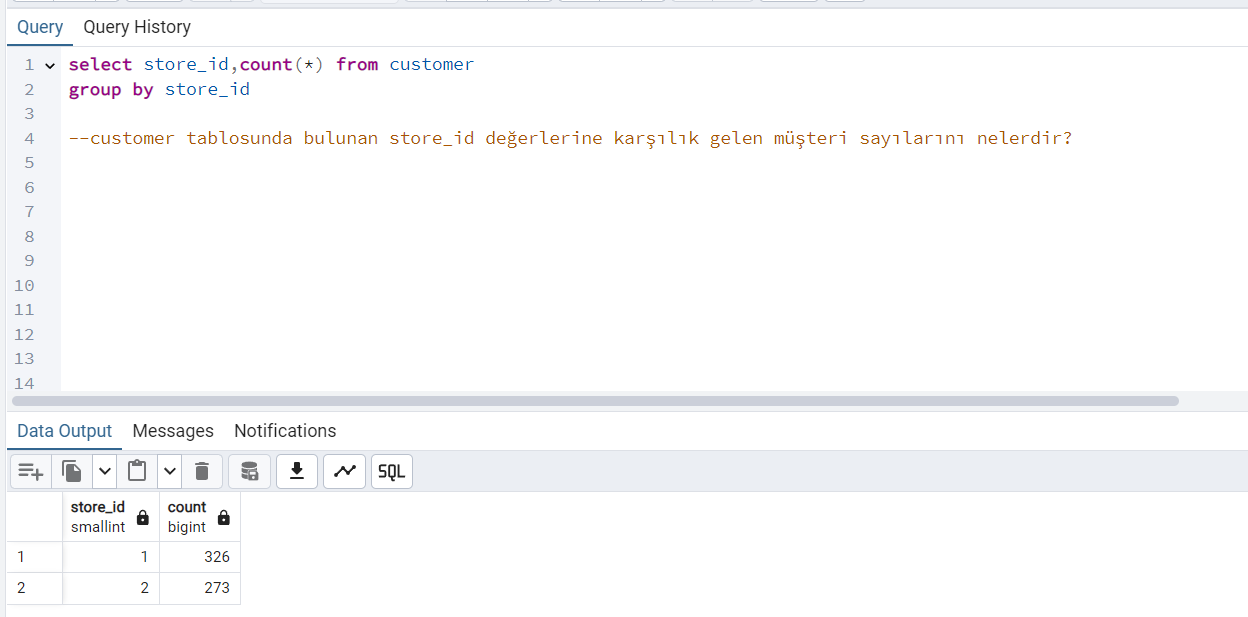 Query Query History
1 select store_id,count(*) from customer
2 group by store_id
3
4 --customer tablosunda bulunan store_id değerlerine karşılık gelen müşteri sayılarını nelerdir?
5
6
7
8
9
10
11
12
13
14
Data Output Messages Notifications
SQL
store_id count
smallint bigint
1 1 326
2 2 273